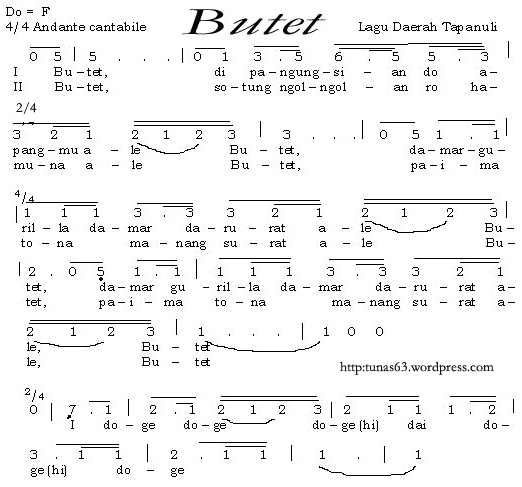 Do = F
Butet
4/4 Andante cantabile
Lagu Daerah Tapanuli
| 0 5 | 5 . . . | 0 1 3 . 5 6 . 5 5 . 3 |
I Bu-tet, di pa-ngung-si-an do a-
II Bu-tet, so-tung ngol-ngol-an ro ha-
2/4
3 2 1 2 1 2 3 | 3 . . . | 0 5 1 . 1 |
pang-mu a-le Bu-tet, da-mar-gu-
mu-na a-le Bu-tet, pa-i-ma
4/4
| 1 1 1 3 . 3 3 2 1 2 1 2 3 |
ril-la da-mar da-ru-rat a-le Bu-
to-na ma-nang su-rat a-le Bu-
| 2 . 0 5 1 . 1 | 1 1 1 3 . 3 3 2 1
tet, da-mar gu-ril-la da-mar da-ru-rat a-
tet, pa-i-ma to-na ma-nang su-rat a-
2 1 2 3 | 1 . . . | 1 0 0
le, Bu-tet
le, Bu-tet
http:tunas63.wordpress.com
2/4
0 | 7 . 1 | 2 . 1 2 1 2 3 | 2 1 1 1 . 2 |
I do-ge do-ge do-ge (hi) dai do-
3 . 1 1 | 2 . 1 1 | 1 . | 1 .
ge (hi) do-ge